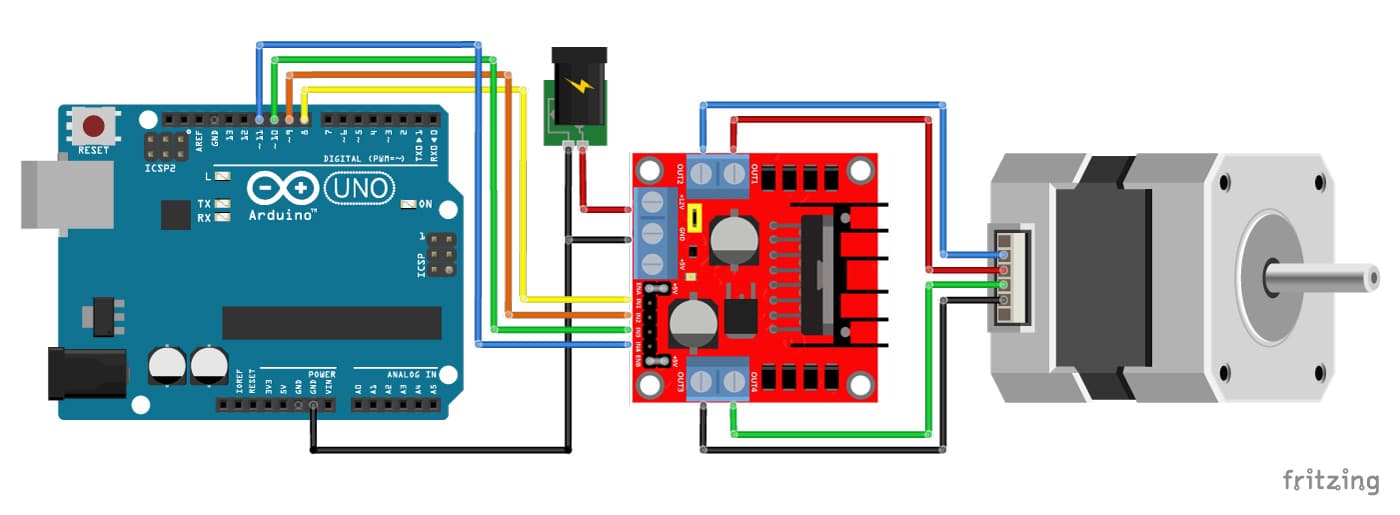 RESET
ICSP2
AREF
GND
13
12
~11
~10
~9
8
7
~6
~5
4
~3
2
TX0▶1
RX0◀0
DIGITAL (PWM=~)
L
TX
RX
UNO
Arduino™
ON
1
ICSP
IOREF
RESET
3V3
5V
GND
GND
VIN
POWER
ANALOG IN
A0
A1
A2
A3
A4
A5
OUT2
OUT1
+12V
GND
+5V
ENA
+5V
IN1
IN2
IN3
IN4
ENB
+5V
OUT3
OUT4
fritzing